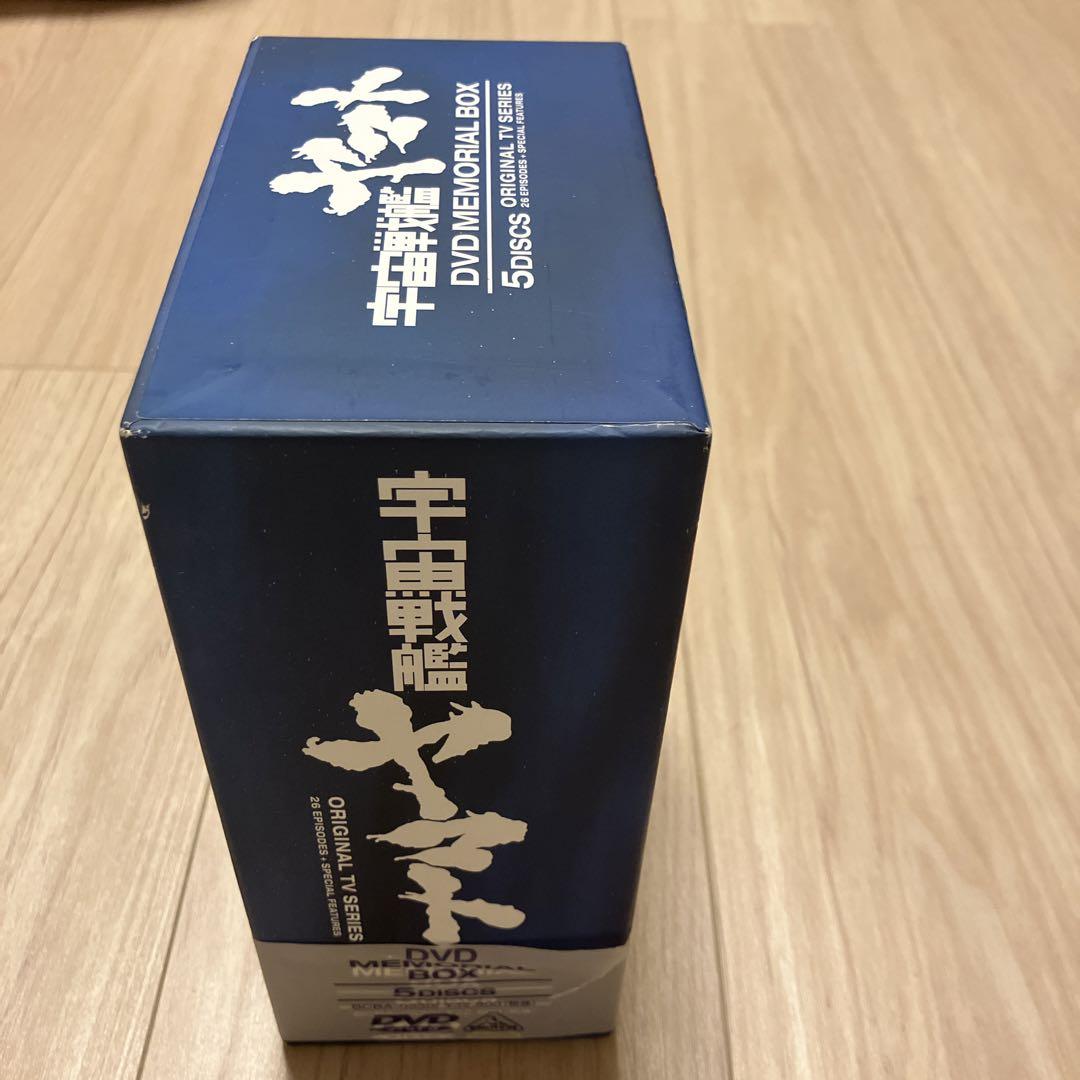 宇宙戦艦
ヤマト
DVD MEMORIAL BOX
5DISCS
ORIGINAL TV SERIES
26 EPISODES + SPECIAL FEATURES
宇宙戦艦
ヤマト
ORIGINAL TV SERIES
26 EPISODES + SPECIAL FEATURES
DVD
MEMORIAL
BOX
5DISCS
DVD